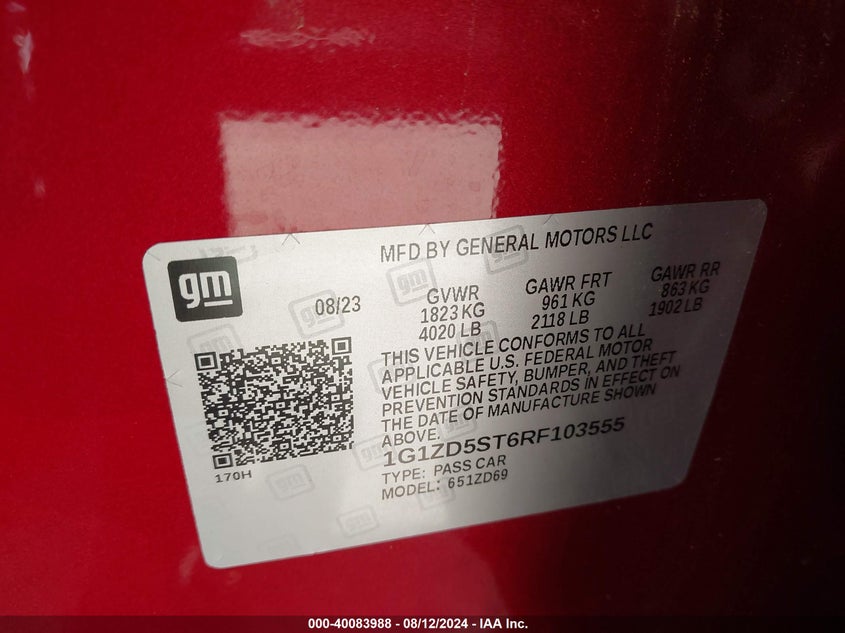 MFD BY GENERAL MOTORS LLC
gm
08/23
GVWR
1823 KG
4020 LB
GAWR FRT
961 KG
2118 LB
GAWR RR
863 KG
1902 LB
THIS VEHICLE CONFORMS TO ALL
APPLICABLE U.S. FEDERAL MOTOR
VEHICLE SAFETY, BUMPER, AND THEFT
PREVENTION STANDARDS IN EFFECT ON
THE DATE OF MANUFACTURE SHOWN
ABOVE.
1G1ZD5ST6RF103555
TYPE: PASS CAR
MODEL: 651ZD69
170H
000-40083988 - 08/12/2024 - IAA Inc.